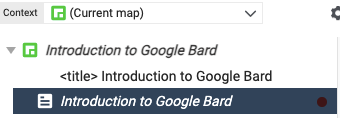 Context (Current map)
Introduction to Google Bard
<title> Introduction to Google Bard
Introduction to Google Bard